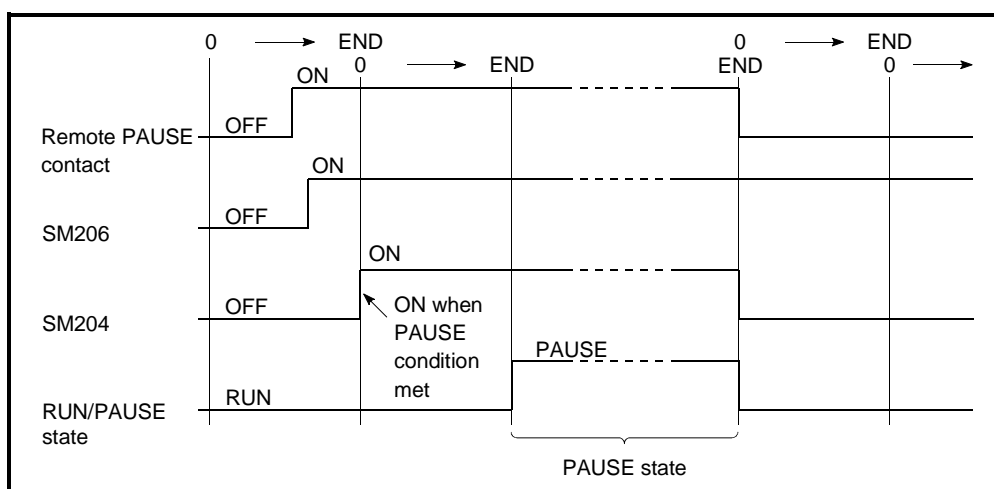 0 END 0 END
0 END END 0
ON
OFF
Remote PAUSE
contact
ON
OFF
SM206
ON
OFF
SM204
ON when
PAUSE
condition
met
PAUSE
RUN
RUN/PAUSE
state
PAUSE state